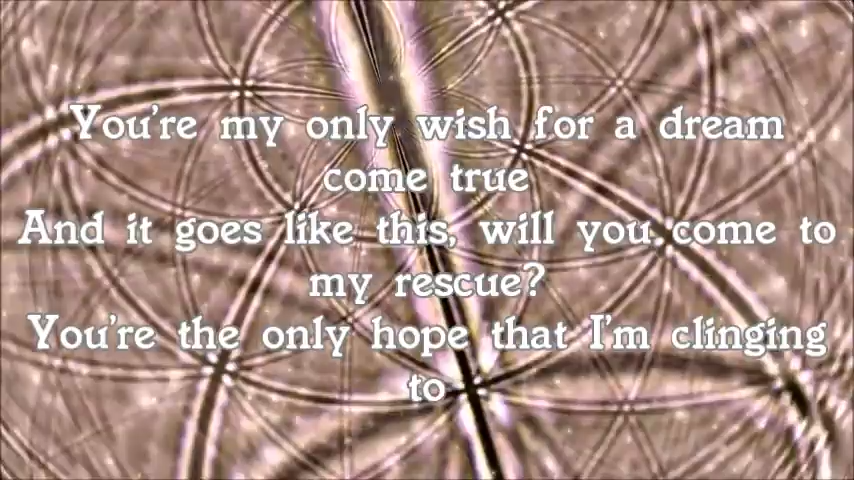 You're my only wish for a dream
come true
And it goes like this, will you come to
my rescue?
You're the only hope that I'm clinging
to